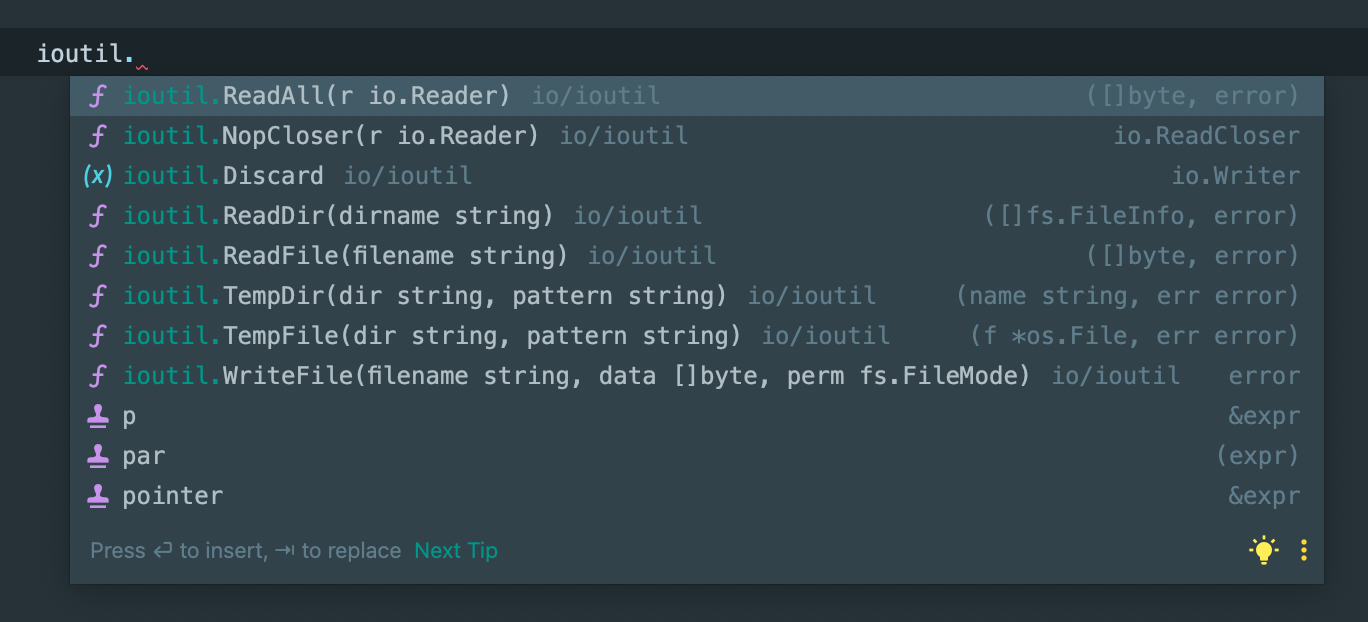 ioutil.
ioutil.ReadAll(r io.Reader) io/ioutil ([]byte, error)
ioutil.NopCloser(r io.Reader) io/ioutil io.ReadCloser
(x) ioutil.Discard io/ioutil io.Writer
ioutil.ReadDir(dirname string) io/ioutil ([]fs.FileInfo, error)
ioutil.ReadFile(filename string) io/ioutil ([]byte, error)
ioutil.TempDir(dir string, pattern string) io/ioutil (name string, err error)
ioutil.TempFile(dir string, pattern string) io/ioutil (f *os.File, err error)
ioutil.WriteFile(filename string, data []byte, perm fs.FileMode) io/ioutil error
p &expr
par (expr)
pointer &expr
Press ⏎ to insert, ⇥ to replace Next Tip